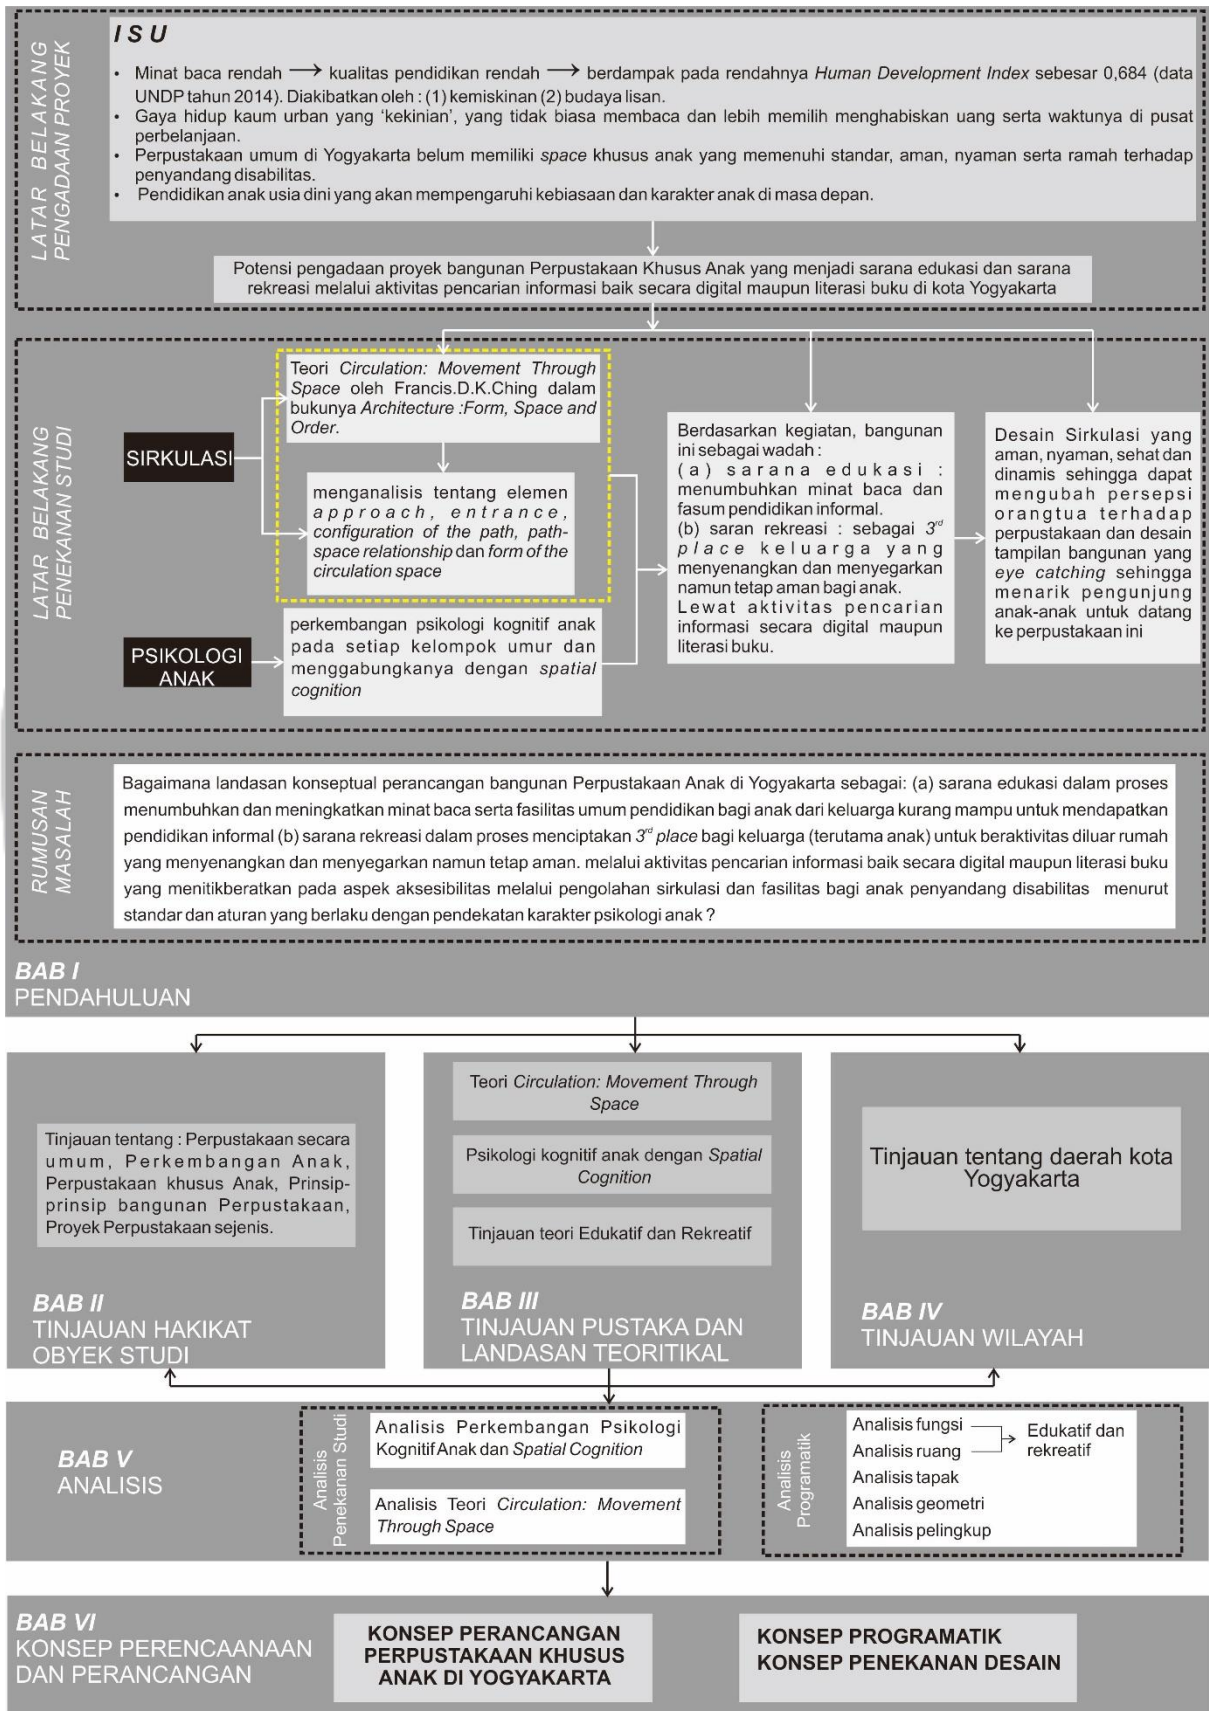 LATAR BELAKANG
PENGADAAN PROYEK
ISU
• Minat baca rendah → kualitas pendidikan rendah → berdampak pada rendahnya Human Development Index sebesar 0,684 (data
UNDP tahun 2014). Diakibatkan oleh : (1) kemiskinan (2) budaya lisan.
• Gaya hidup kaum urban yang 'kekinian', yang tidak biasa membaca dan lebih memilih menghabiskan uang serta waktunya di pusat
perbelanjaan.
• Perpustakaan umum di Yogyakarta belum memiliki space khusus anak yang memenuhi standar, aman, nyaman serta ramah terhadap
penyandang disabilitas.
• Pendidikan anak usia dini yang akan mempengaruhi kebiasaan dan karakter anak di masa depan.
Potensi pengadaan proyek bangunan Perpustakaan Khusus Anak yang menjadi sarana edukasi dan sarana
rekreasi melalui aktivitas pencarian informasi baik secara digital maupun literasi buku di kota Yogyakarta
LATAR BELAKANG
PENEKANAN STUDI
SIRKULASI
Teori Circulation: Movement Through
Space oleh Francis.D.K.Ching dalam
bukunya Architecture :Form, Space and
Order.
menganalisis tentang elemen
approach, entrance,
configuration of the path, path-
space relationship dan form of the
circulation space
PSIKOLOGI
ANAK
perkembangan psikologi kognitif anak
pada setiap kelompok umur dan
menggabungkanya dengan spatial
cognition
Berdasarkan kegiatan, bangunan
ini sebagai wadah :
(a) sarana edukasi :
menumbuhkan minat baca dan
fasum pendidikan informal.
(b) saran rekreasi : sebagai 3rd
place keluarga yang
menyenangkan dan menyegarkan
namun tetap aman bagi anak.
Lewat aktivitas pencarian
informasi secara digital maupun
literasi buku.
Desain Sirkulasi yang
aman, nyaman, sehat dan
dinamis sehingga dapat
mengubah persepsi
orangtua terhadap
perpustakaan dan desain
tampilan bangunan yang
eye catching sehingga
menarik pengunjung
anak-anak untuk datang
ke perpustakaan ini
RUMUSAN
MASALAH
Bagaimana landasan konseptual perancangan bangunan Perpustakaan Anak di Yogyakarta sebagai: (a) sarana edukasi dalam proses
menumbuhkan dan meningkatkan minat baca serta fasilitas umum pendidikan bagi anak dari keluarga kurang mampu untuk mendapatkan
pendidikan informal (b) sarana rekreasi dalam proses menciptakan 3rd place bagi keluarga (terutama anak) untuk beraktivitas diluar rumah
yang menyenangkan dan menyegarkan namun tetap aman. melalui aktivitas pencarian informasi baik secara digital maupun literasi buku
yang menitikberatkan pada aspek aksesibilitas melalui pengolahan sirkulasi dan fasilitas bagi anak penyandang disabilitas menurut
standar dan aturan yang berlaku dengan pendekatan karakter psikologi anak ?
BAB I
PENDAHULUAN
Tinjauan tentang : Perpustakaan secara
umum, Perkembangan Anak,
Perpustakaan khusus Anak, Prinsip-
prinsip bangunan Perpustakaan,
Proyek Perpustakaan sejenis.
BAB II
TINJAUAN HAKIKAT
OBYEK STUDI
Teori Circulation: Movement Through
Space
Psikologi kognitif anak dengan Spatial
Cognition
Tinjauan teori Edukatif dan Rekreatif
BAB III
TINJAUAN PUSTAKA DAN
LANDASAN TEORITIKAL
Tinjauan tentang daerah kota
Yogyakarta
BAB IV
TINJAUAN WILAYAH
BAB V
ANALISIS
Analisis
Penekanan Studi
Analisis Perkembangan Psikologi
Kognitif Anak dan Spatial Cognition
Analisis Teori Circulation: Movement
Through Space
Analisis
Programatik
Analisis fungsi
Analisis ruang
Analisis tapak
Analisis geometri
Analisis pelingkup
Edukatif dan
rekreatif
BAB VI
KONSEP PERENCAANAAN
DAN PERANCANGAN
KONSEP PERANCANGAN
PERPUSTAKAAN KHUSUS
ANAK DI YOGYAKARTA
KONSEP PROGRAMATIK
KONSEP PENEKANAN DESAIN